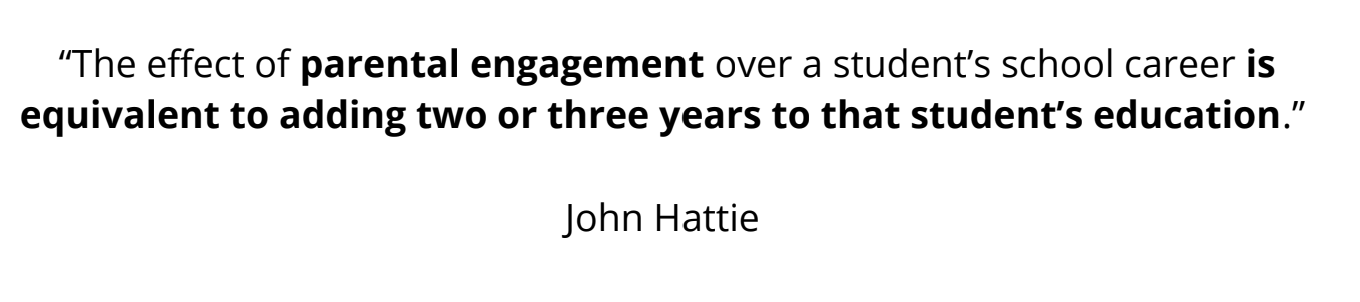 “The effect of parental engagement over a student’s school career is
equivalent to adding two or three years to that student’s education.”
John Hattie